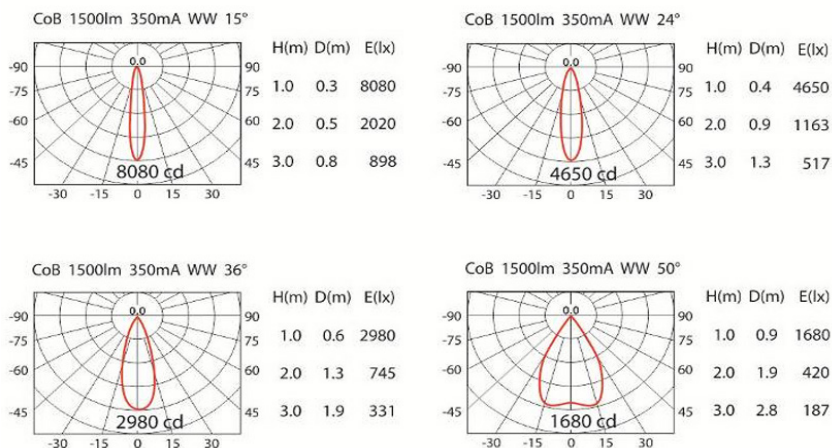 CoB 1500lm 350mA WW 15°
H(m) D(m) E(lx)
0.0
-90 90
1.0 0.3 8080
-75 75
2.0 0.5 2020
-60 60
3.0 0.8 898
-45 45
8080 cd
-30 -15 0 15 30
CoB 1500lm 350mA WW 24°
H(m) D(m) E(lx)
0.0
-90 90
1.0 0.4 4650
-75 75
2.0 0.9 1163
-60 60
3.0 1.3 517
-45 45
4650 cd
-30 -15 0 15 30
CoB 1500lm 350mA WW 36°
H(m) D(m) E(lx)
0.0
-90 90
1.0 0.6 2980
-75 75
2.0 1.3 745
-60 60
3.0 1.9 331
-45 45
2980 cd
-30 -15 0 15 30
CoB 1500lm 350mA WW 50°
H(m) D(m) E(lx)
0.0
-90 90
1.0 0.9 1680
-75 75
2.0 1.9 420
-60 60
3.0 2.8 187
-45 45
1680 cd
-30 -15 0 15 30